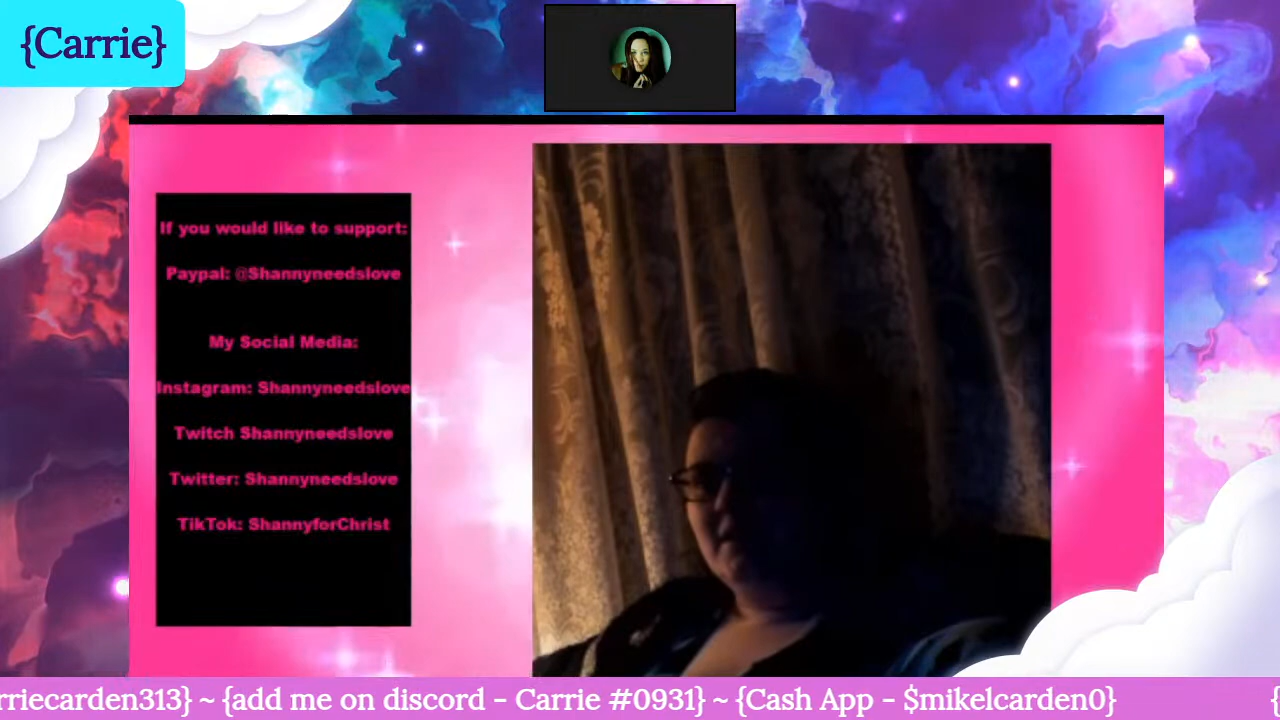 {Carrie}
If you would like to support:
Paypal: @Shannyneedslove
My Social Media:
Instagram: Shannyneedslove
Twitch Shannyneedslove
Twitter: Shannyneedslove
TikTok: ShannyforChrist
rriecarden313} ~ {add me on discord - Carrie #0931} ~ {Cash App - $mikelcarden0} {